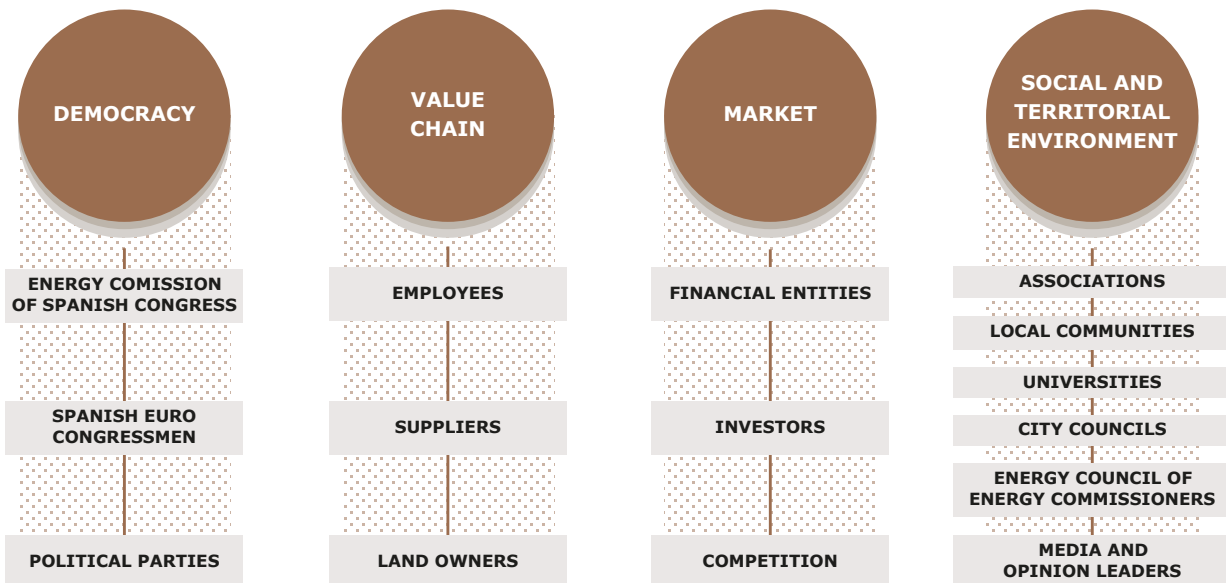 DEMOCRACY
ENERGY COMISSION
OF SPANISH CONGRESS
SPANISH EURO
CONGRESSMEN
POLITICAL PARTIES
VALUE
CHAIN
EMPLOYEES
SUPPLIERS
LAND OWNERS
MARKET
FINANCIAL ENTITIES
INVESTORS
COMPETITION
SOCIAL AND
TERRITORIAL
ENVIRONMENT
ASSOCIATIONS
LOCAL COMMUNITIES
UNIVERSITIES
CITY COUNCILS
ENERGY COUNCIL OF
ENERGY COMMISSIONERS
MEDIA AND
OPINION LEADERS